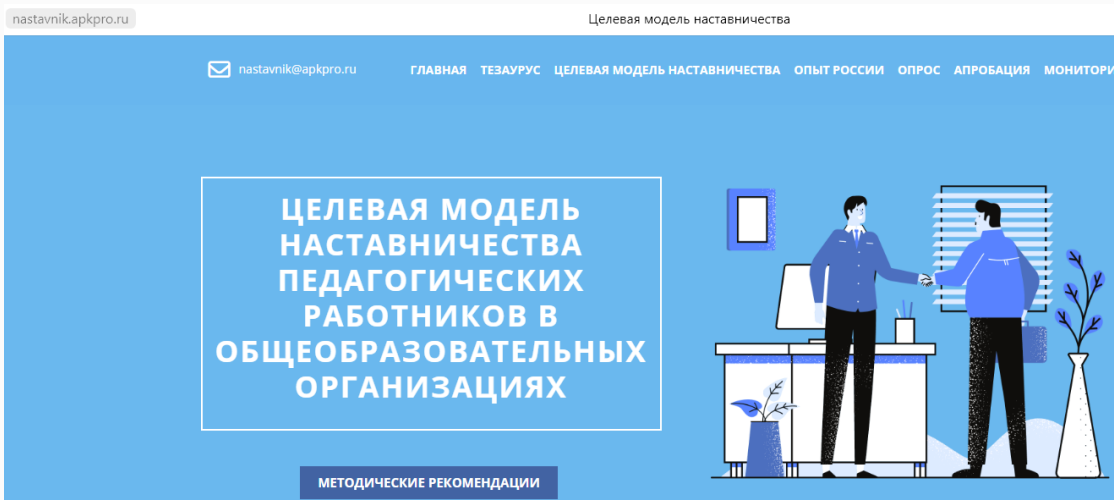 nastavnik.apkpro.ru
Целевая модель наставничества
nastavnik@apkpro.ru
ГЛАВНАЯ ТЕЗАУРУС ЦЕЛЕВАЯ МОДЕЛЬ НАСТАВНИЧЕСТВА ОПЫТ РОССИИ ОПРОС АПРОБАЦИЯ МОНИТОРИ
ЦЕЛЕВАЯ МОДЕЛЬ
НАСТАВНИЧЕСТВА
ПЕДАГОГИЧЕСКИХ
РАБОТНИКОВ В
ОБЩЕОБРАЗОВАТЕЛЬНЫХ
ОРГАНИЗАЦИЯХ
МЕТОДИЧЕСКИЕ РЕКОМЕНДАЦИИ